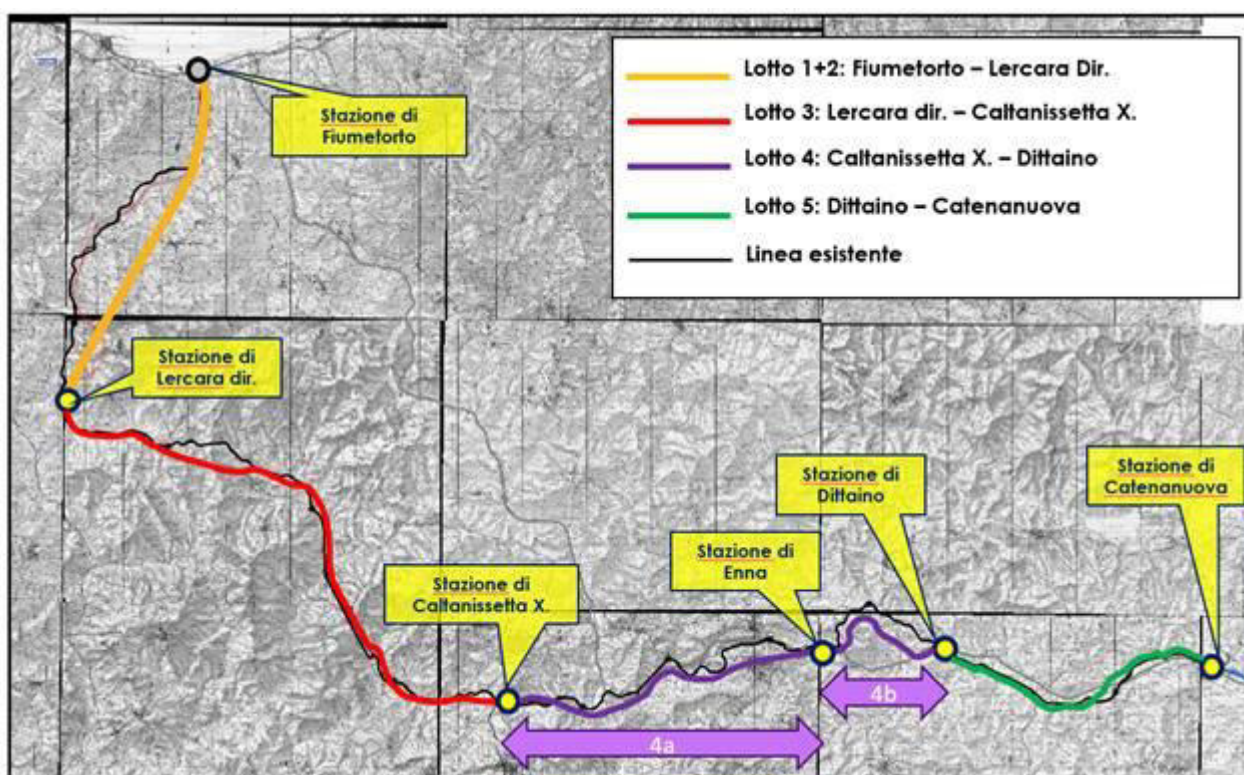 Stazione di
Fiumetorto
Lotto 1+2: Fiumetorto – Lercara Dir.
Lotto 3: Lercara dir. – Caltanissetta X.
Lotto 4: Caltanissetta X. – Dittaino
Lotto 5: Dittaino – Catenanuova
Linea esistente
Stazione di
Lercara dir.
Stazione di
Catenanuova
Stazione di
Dittaino
Stazione di
Enna
Stazione di
Caltanissetta X.
4b
4a